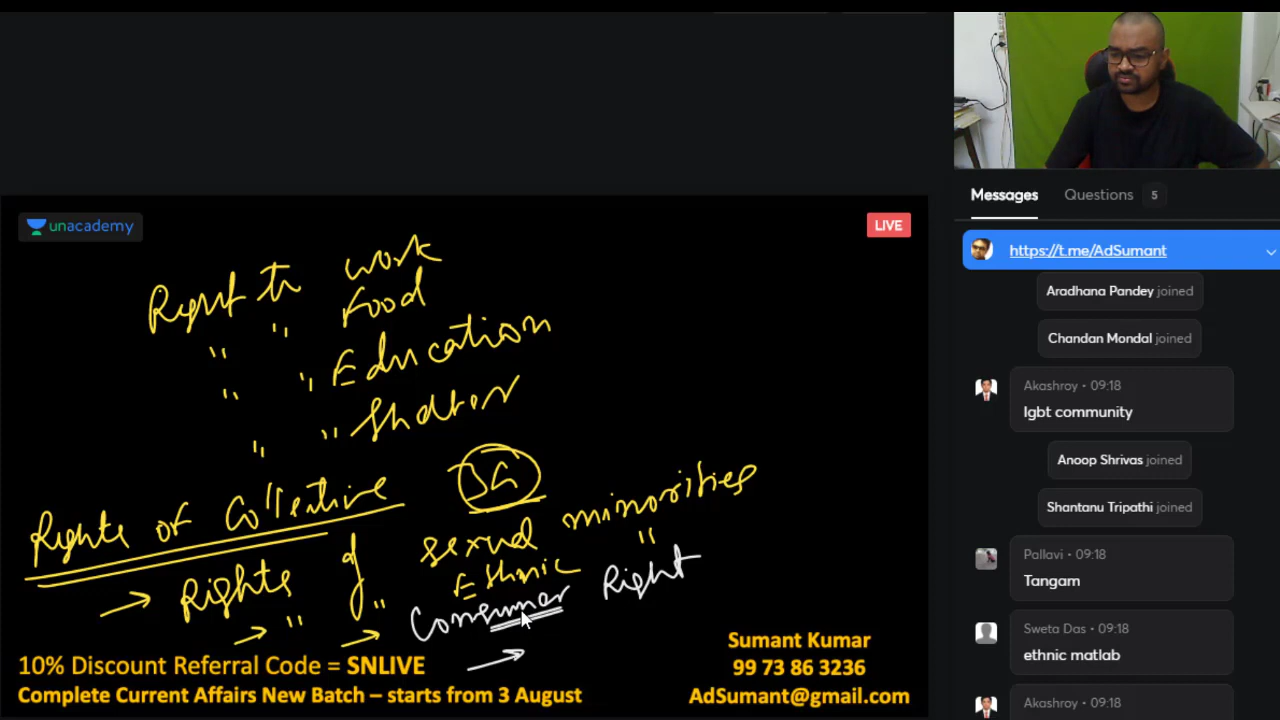 unacademy
LIVE
Right to work
" " Food
" " Education
" " Shelter
Rights of Collective
→ Rights of sexual minorities
→ " " Ethnic "
→ Consumer Right
→
10% Discount Referral Code = SNLIVE
Complete Current Affairs New Batch – starts from 3 August
Sumant Kumar
99 73 86 3236
AdSumant@gmail.com
Messages
Questions 5
https://t.me/AdSumant
Aradhana Pandey joined
Chandan Mondal joined
Akashroy • 09:18
lgbt community
Anoop Shrivas joined
Shantanu Tripathi joined
Pallavi • 09:18
Tangam
Sweta Das • 09:18
ethnic matlab
Akashroy • 09:18